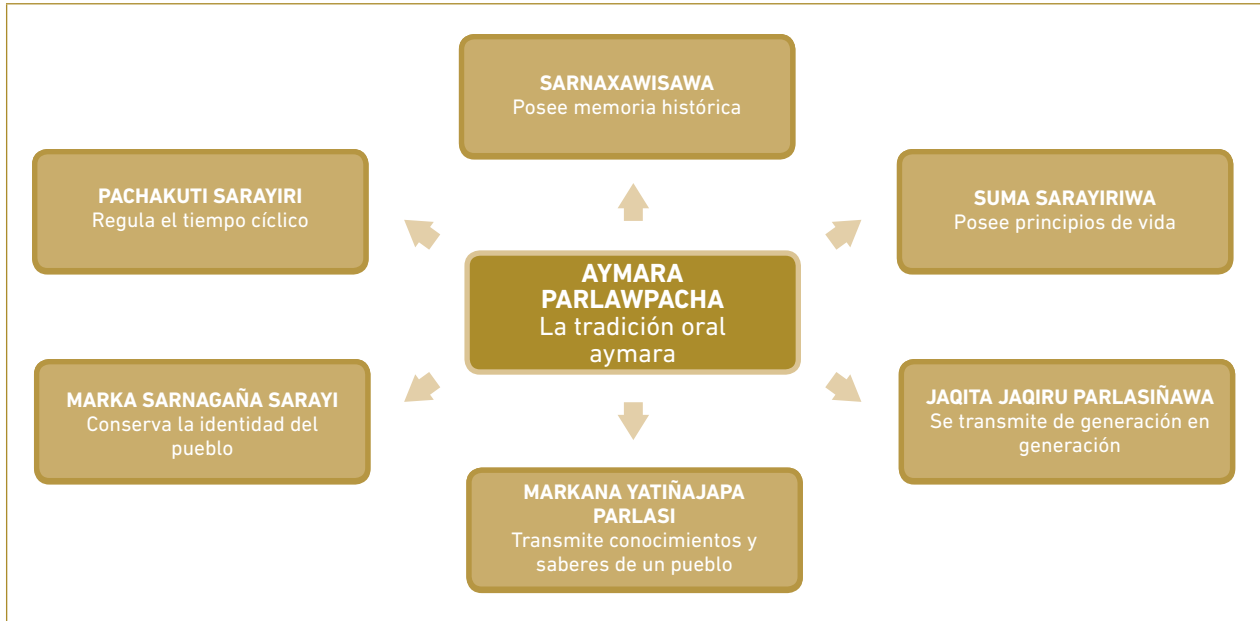 SARNAXAWISAWA
Posee memoria histórica
PACHAKUTI SARAYIRI
Regula el tiempo cíclico
SUMA SARAYIRIWA
Posee principios de vida
AYMARA
PARLAWPACHA
La tradición oral
aymara
MARKA SARNAGAÑA SARAYI
Conserva la identidad del
pueblo
JAQITA JAQIRU PARLASIÑAWA
Se transmite de generación en
generación
MARKANA YATIÑAJAPA
PARLASI
Transmite conocimientos y
saberes de un pueblo